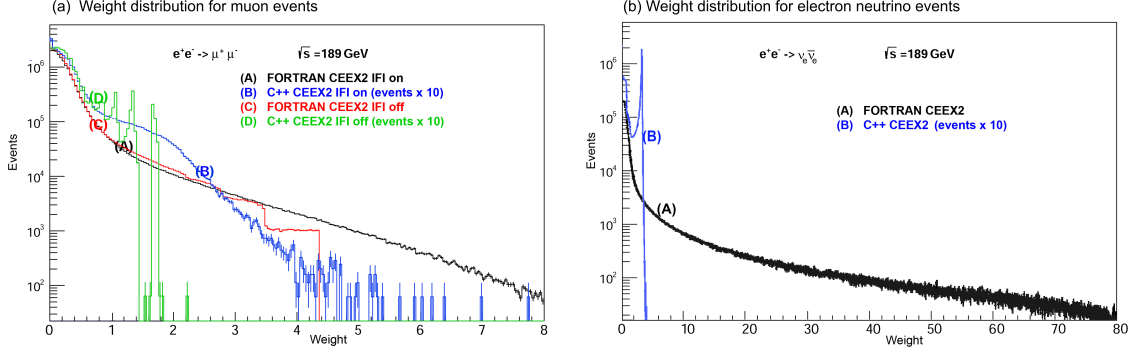 (a) Weight distribution for muon events
e⁺e⁻ -> μ⁺ μ⁻ √s =189 GeV
(A) FORTRAN CEEX2 IFI on
(B) C++ CEEX2 IFI on (events x 10)
(C) FORTRAN CEEX2 IFI off
(D) C++ CEEX2 IFI off (events x 10)
(D)
(C)
(A)
(B)
Events
10⁶
10⁵
10⁴
10³
10²
0 1 2 3 4 5 6 7 8
Weight
(b) Weight distribution for electron neutrino events
e⁺e⁻ -> νₑν̅ₑ √s =189 GeV
(A) FORTRAN CEEX2
(B) C++ CEEX2 (events x 10)
(B)
(A)
Events
10⁶
10⁵
10⁴
10³
10²
0 10 20 30 40 50 60 70 80
Weight